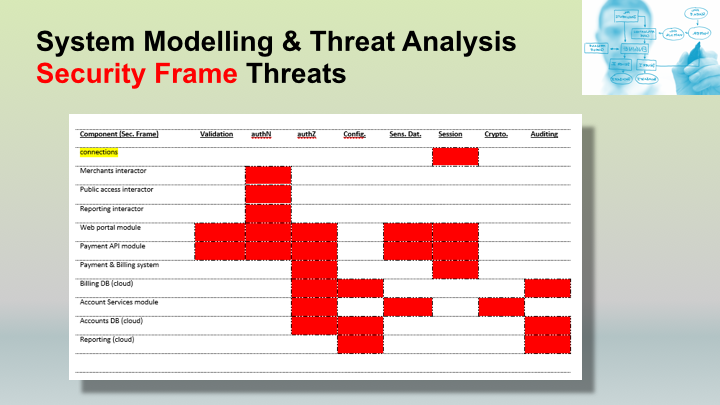 System Modelling & Threat Analysis
Security Frame Threats
Component (Sec. Frame) Validation authN authZ Config. Sens. Dat. Session Crypto. Auditing
connections
Merchants interactor
Public access interactor
Reporting interactor
Web portal module
Payment API module
Payment & Billing system
Billing DB (cloud)
Account Services module
Accounts DB (cloud)
Reporting (cloud)